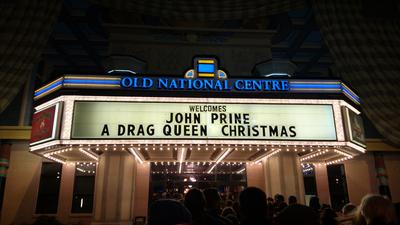 OLD NATIONAL CENTRE
WELCOMES
JOHN PRINE
A DRAG QUEEN CHRISTMAS